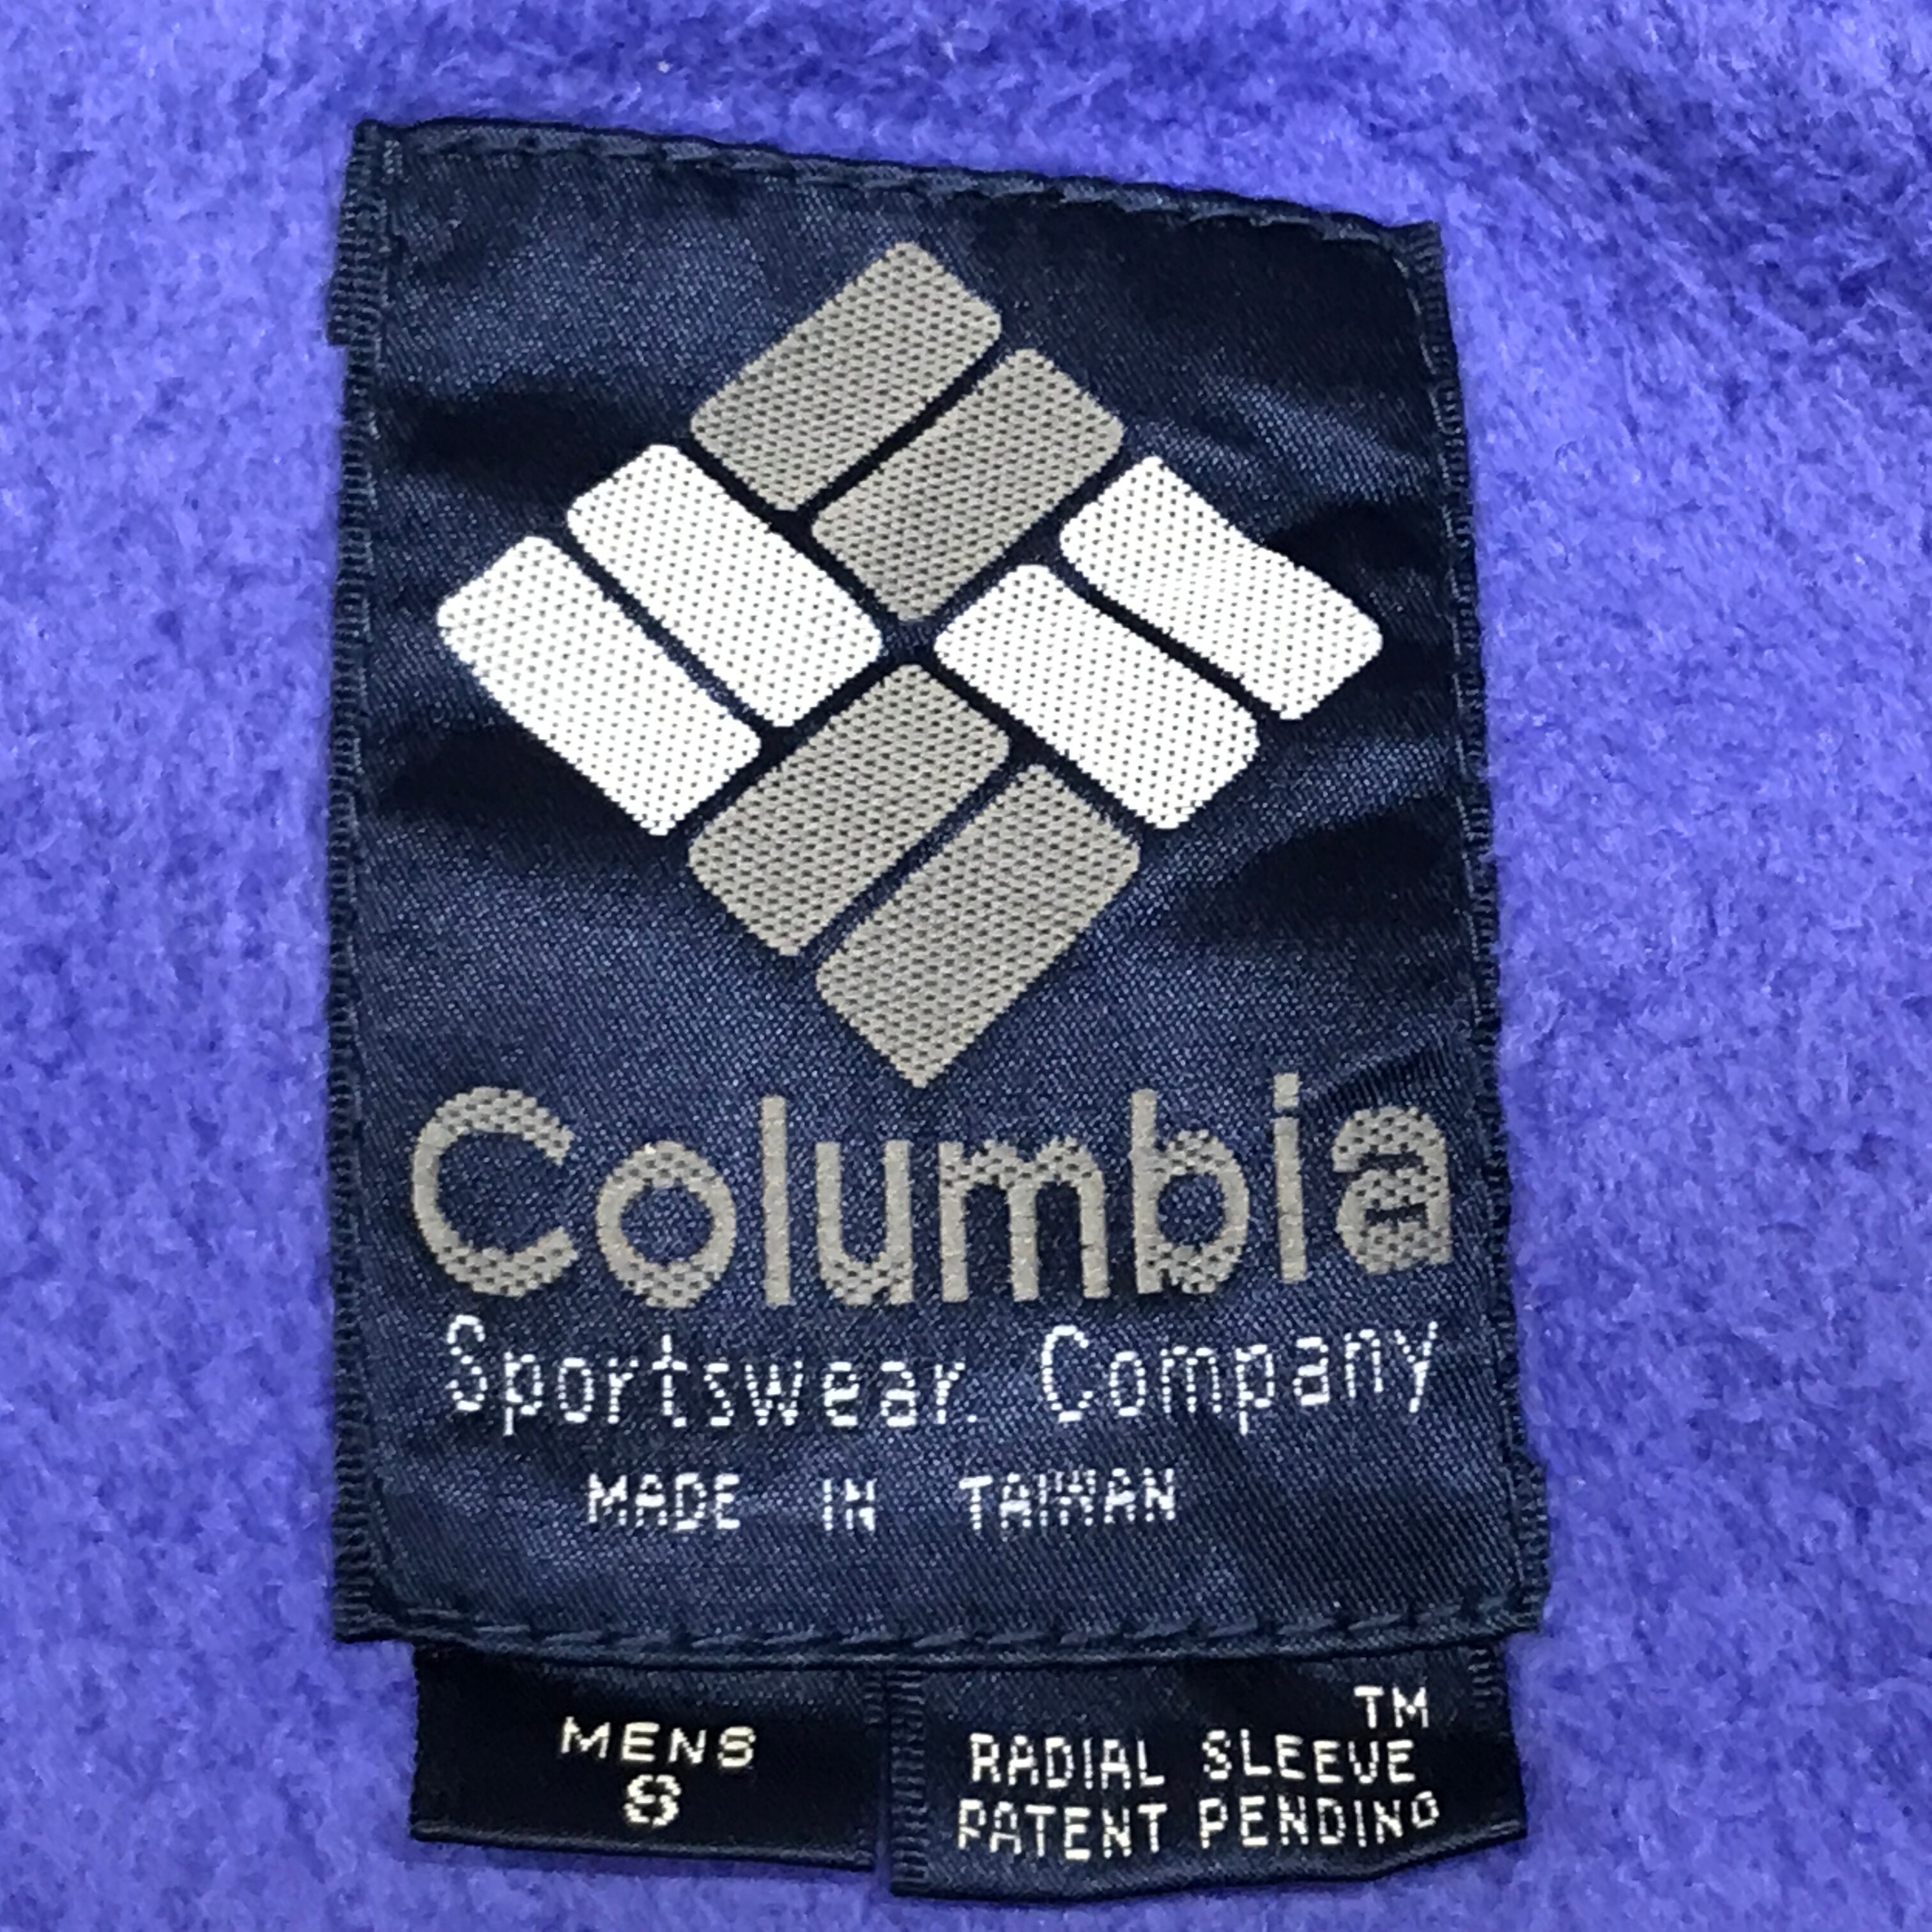 Columbia
Sportswear Company
MADE IN TAIWAN
MENS
S
TM
RADIAL SLEEVE
PATENT PENDING